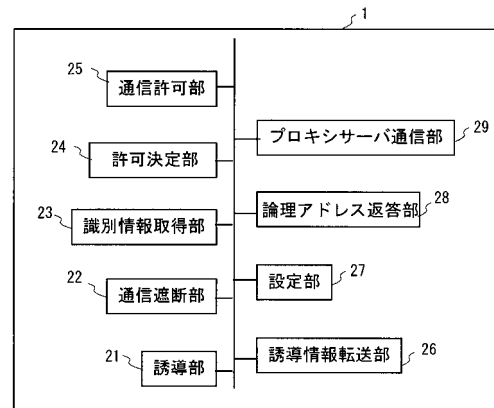 1
25
通信許可部
24
許可決定部
プロキシサーバ通信部
29
23
識別情報取得部
論理アドレス返答部
28
22
通信遮断部
設定部
27
21
誘導部
誘導情報転送部
26